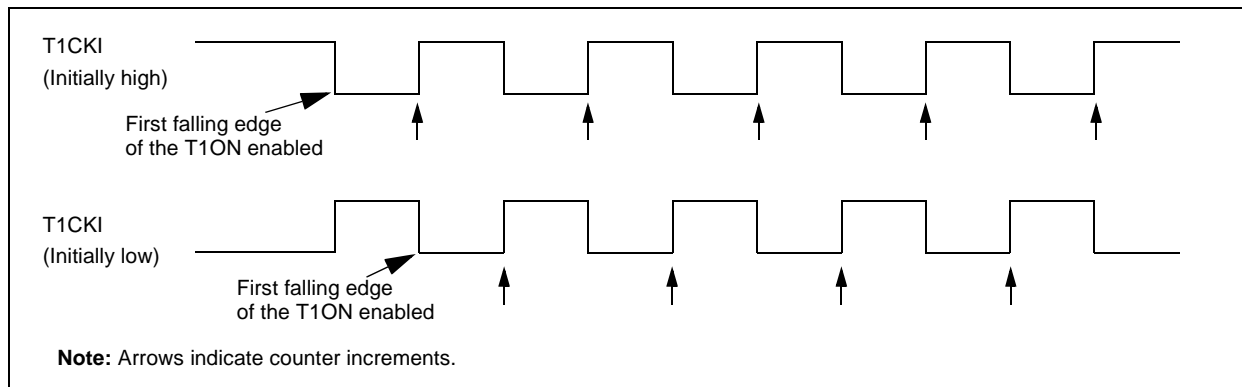 T1CKI
(Initially high)
First falling edge
of the T1ON enabled
T1CKI
(Initially low)
First falling edge
of the T1ON enabled
Note: Arrows indicate counter increments.